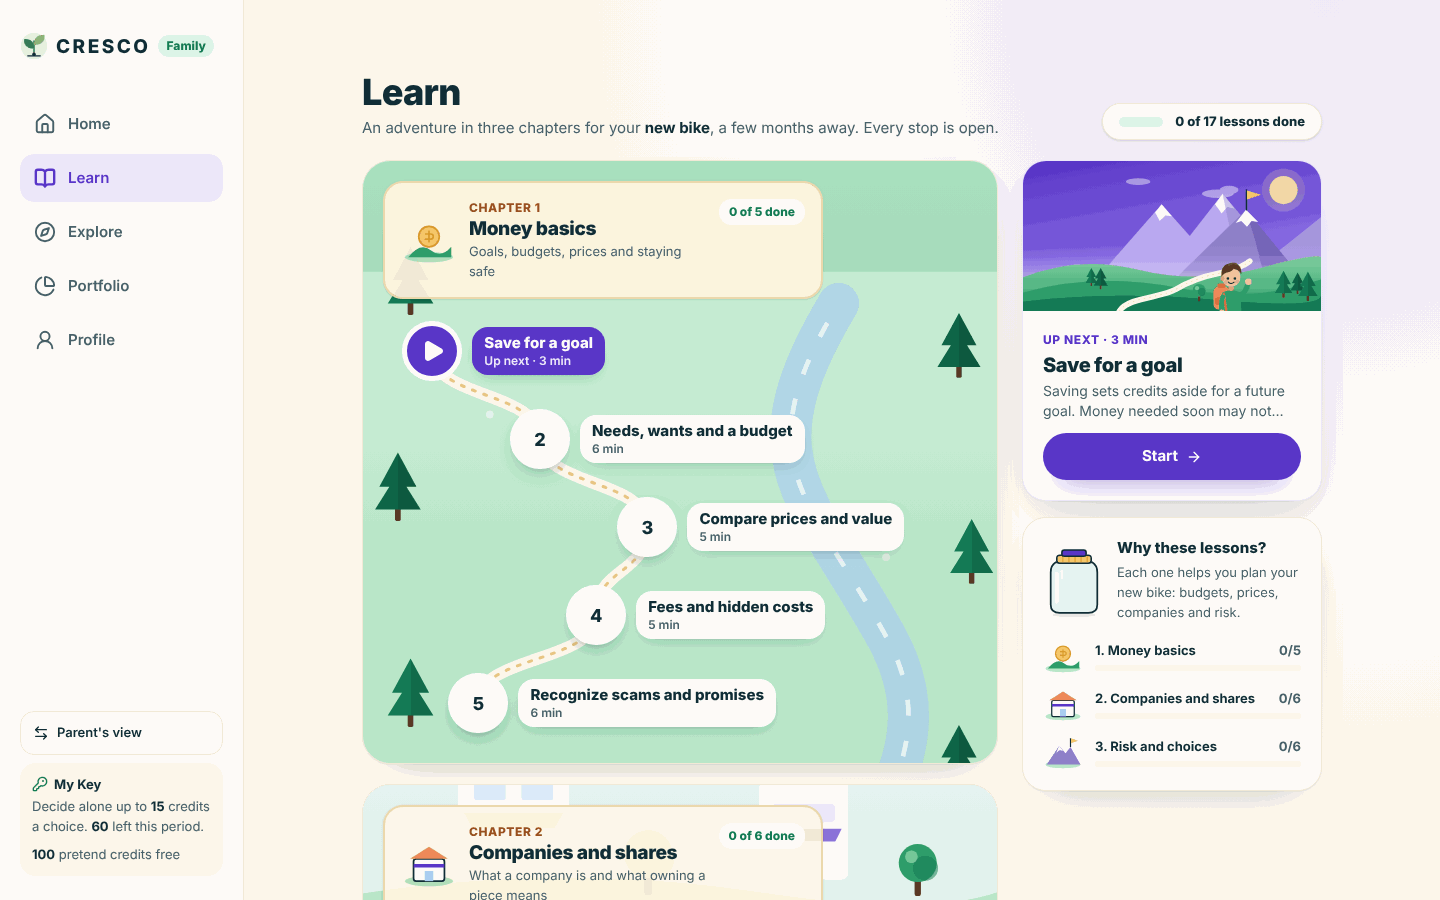 CRESCO Family
Home
Learn
Explore
Portfolio
Profile
Parent's view
My Key
Decide alone up to 15 credits
a choice. 60 left this period.
100 pretend credits free
Learn
An adventure in three chapters for your new bike, a few months away. Every stop is open.
0 of 17 lessons done
CHAPTER 1
0 of 5 done
Money basics
Goals, budgets, prices and staying
safe
Save for a goal
Up next · 3 min
2
Needs, wants and a budget
6 min
3
Compare prices and value
5 min
4
Fees and hidden costs
5 min
5
Recognize scams and promises
6 min
CHAPTER 2
0 of 6 done
Companies and shares
What a company is and what owning a
piece means
UP NEXT · 3 MIN
Save for a goal
Saving sets credits aside for a future
goal. Money needed soon may not...
Start →
Why these lessons?
Each one helps you plan your
new bike: budgets, prices,
companies and risk.
1. Money basics 0/5
2. Companies and shares 0/6
3. Risk and choices 0/6